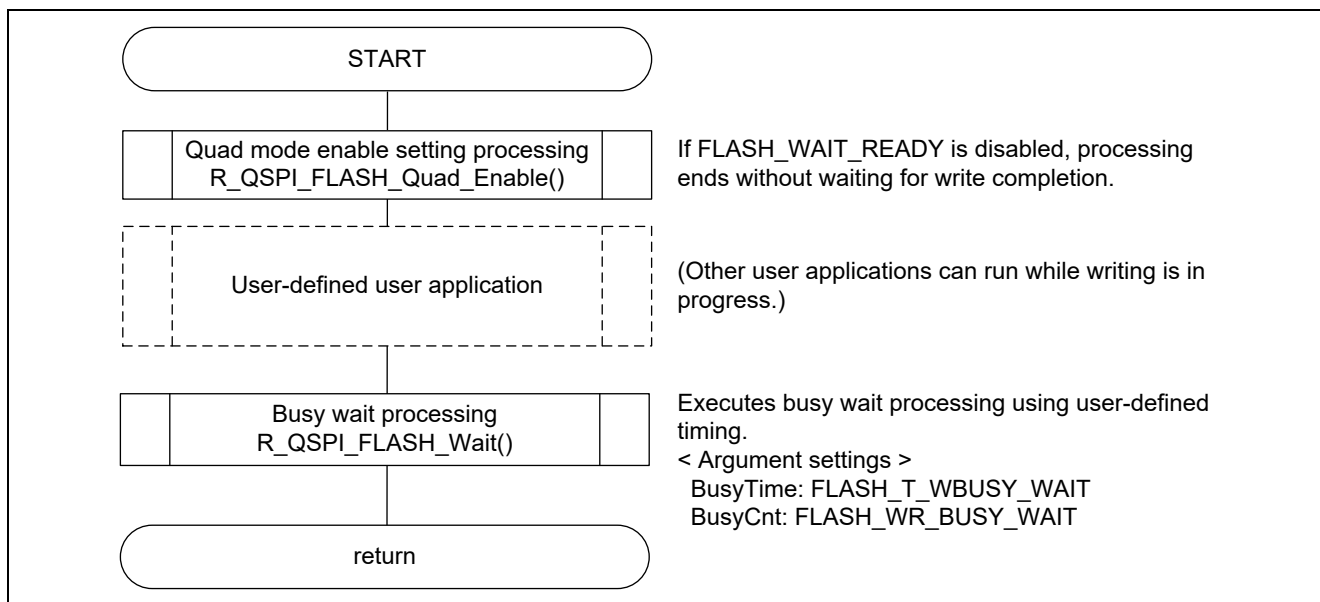 START
Quad mode enable setting processing
R_QSPI_FLASH_Quad_Enable()
If FLASH_WAIT_READY is disabled, processing
ends without waiting for write completion.
User-defined user application
(Other user applications can run while writing is in
progress.)
Busy wait processing
R_QSPI_FLASH_Wait()
Executes busy wait processing using user-defined
timing.
< Argument settings >
BusyTime: FLASH_T_WBUSY_WAIT
BusyCnt: FLASH_WR_BUSY_WAIT
return